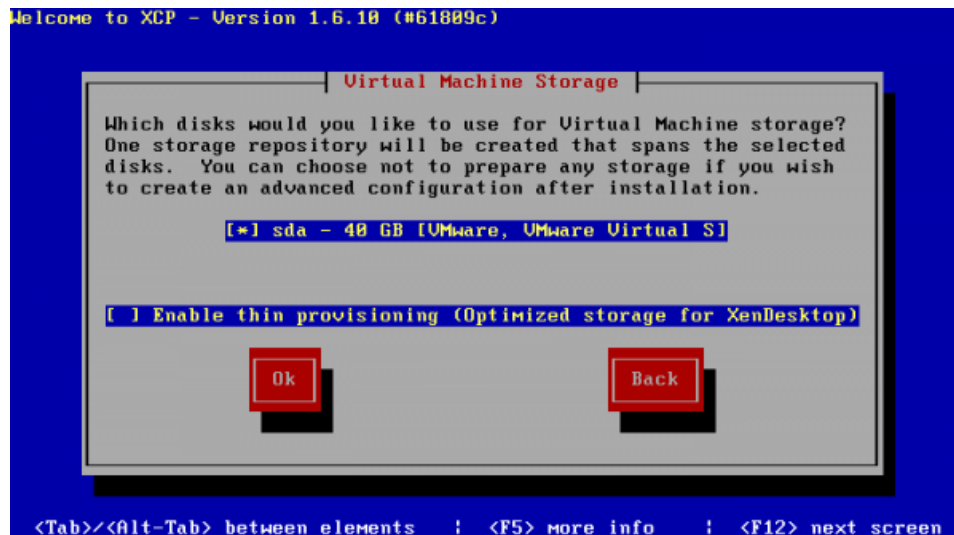 Welcome to XCP - Version 1.6.10 (#61809c)
Virtual Machine Storage
Which disks would you like to use for Virtual Machine storage?
One storage repository will be created that spans the selected
disks.  You can choose not to prepare any storage if you wish
to create an advanced configuration after installation.
[*] sda - 40 GB [VMware, VMware Virtual S]
[ ] Enable thin provisioning (Optimized storage for XenDesktop)
Ok Back
<Tab>/<Alt-Tab> between elements | <F5> more info | <F12> next screen